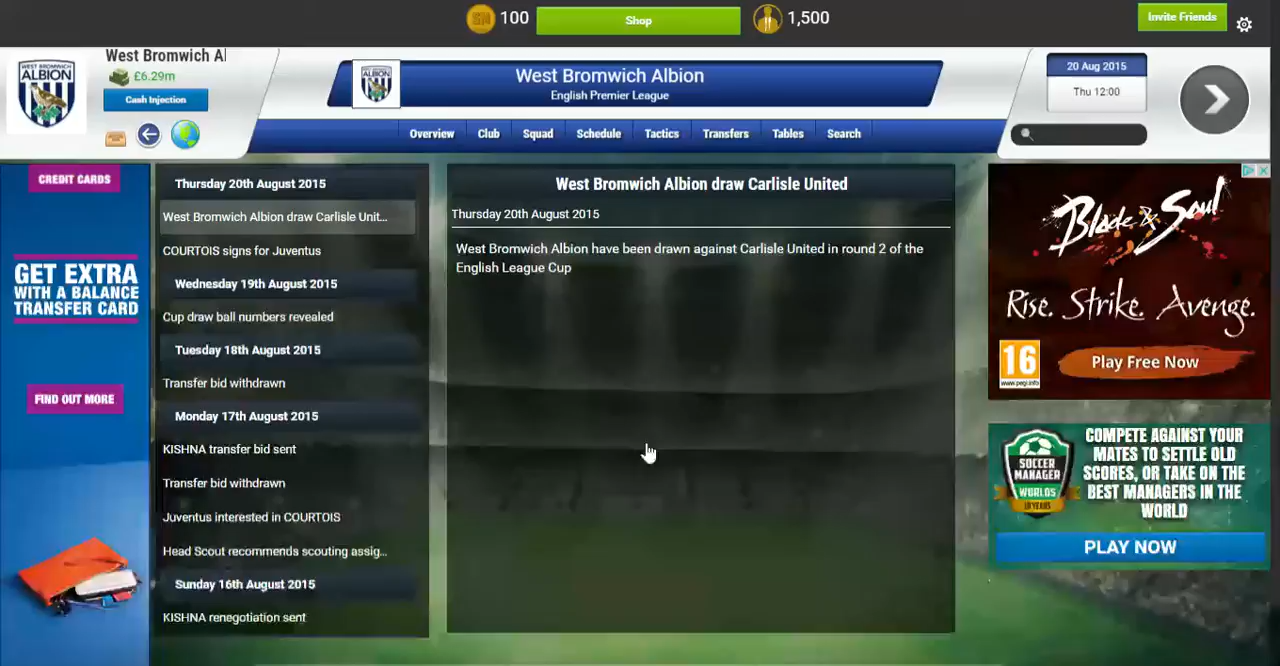 100
Shop
1,500
Invite Friends
West Bromwich Al
£6.29m
Cash Injection
West Bromwich Albion
English Premier League
20 Aug 2015
Thu 12:00
Overview
Club
Squad
Schedule
Tactics
Transfers
Tables
Search
CREDIT CARDS
GET EXTRA
WITH A BALANCE
TRANSFER CARD
FIND OUT MORE
Thursday 20th August 2015
West Bromwich Albion draw Carlisle Unit...
COURTOIS signs for Juventus
Wednesday 19th August 2015
Cup draw ball numbers revealed
Tuesday 18th August 2015
Transfer bid withdrawn
Monday 17th August 2015
KISHNA transfer bid sent
Transfer bid withdrawn
Juventus interested in COURTOIS
Head Scout recommends scouting assig...
Sunday 16th August 2015
KISHNA renegotiation sent
West Bromwich Albion draw Carlisle United
Thursday 20th August 2015
West Bromwich Albion have been drawn against Carlisle United in round 2 of the
English League Cup
Blade & Soul
Rise. Strike. Avenge.
16
www.pegi.info
Play Free Now
SOCCER
MANAGER
WORLDS
10 YEARS
COMPETE AGAINST YOUR
MATES TO SETTLE OLD
SCORES, OR TAKE ON THE
BEST MANAGERS IN THE
WORLD
PLAY NOW